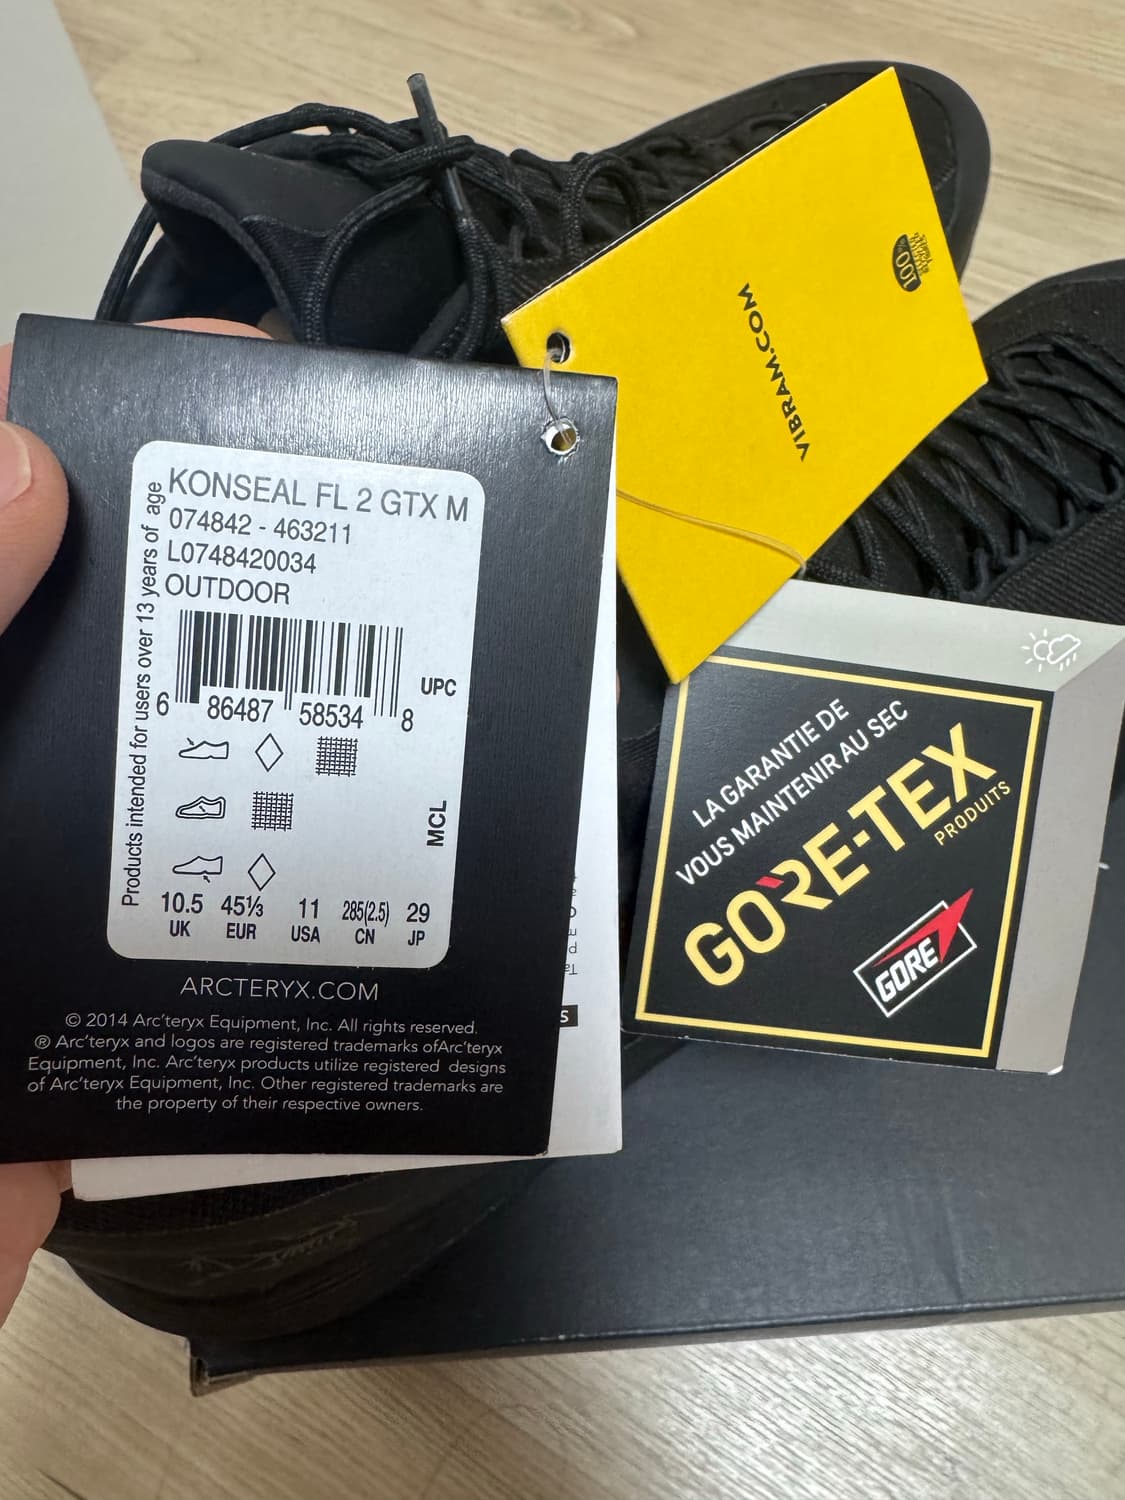 KONSEAL FL 2 GTX M
074842 - 463211
L0748420034
OUTDOOR
Products intended for users over 13 years of age
6 86487 58534 8
UPC
MCL
10.5 45⅓ 11 285(2.5) 29
UK EUR USA CN JP
ARCTERYX.COM
© 2014 Arc'teryx Equipment, Inc. All rights reserved.
® Arc'teryx and logos are registered trademarks ofArc'teryx
Equipment, Inc. Arc'teryx products utilize registered designs
of Arc'teryx Equipment, Inc. Other registered trademarks are
the property of their respective owners.
VIBRAM.COM
100%
LA GARANTIE DE
VOUS MAINTENIR AU SEC
GORE-TEX
PRODUITS
GORE